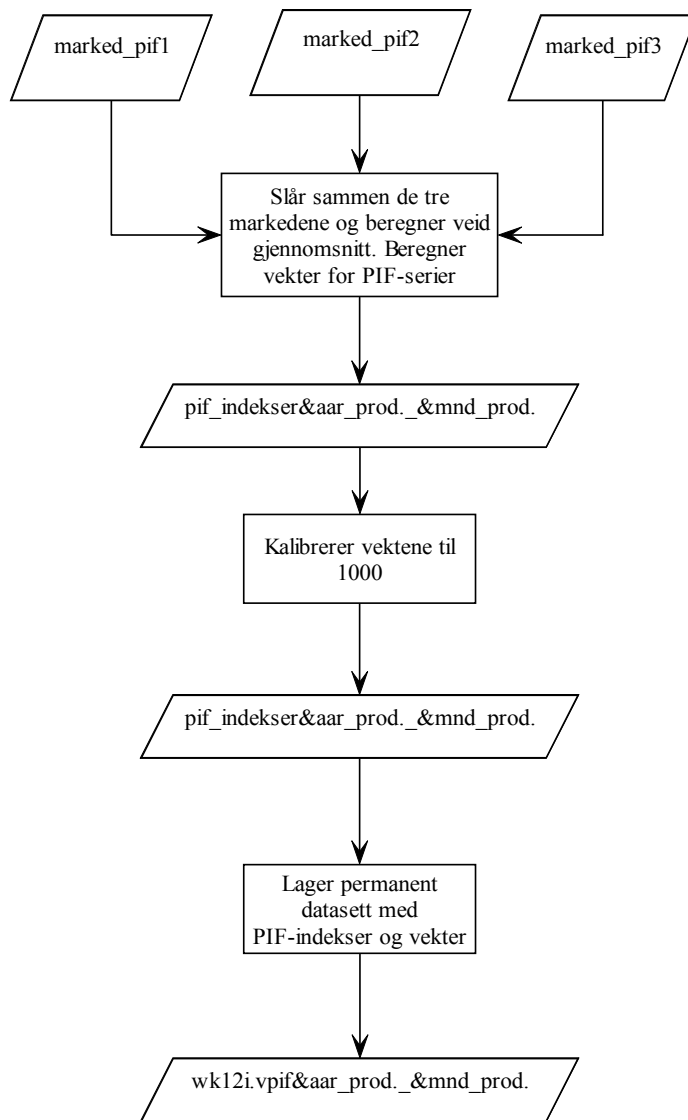 marked_pif1
marked_pif2
marked_pif3
Slår sammen de tre
markedene og beregner veid
gjennomsnitt. Beregner
vekter for PIF-serier
pif_indekser&aar_prod._&mnd_prod.
Kalibrerer vektene til
1000
pif_indekser&aar_prod._&mnd_prod.
Lager permanent
datasett med
PIF-indekser og vekter
wk12i.vpif&aar_prod._&mnd_prod.